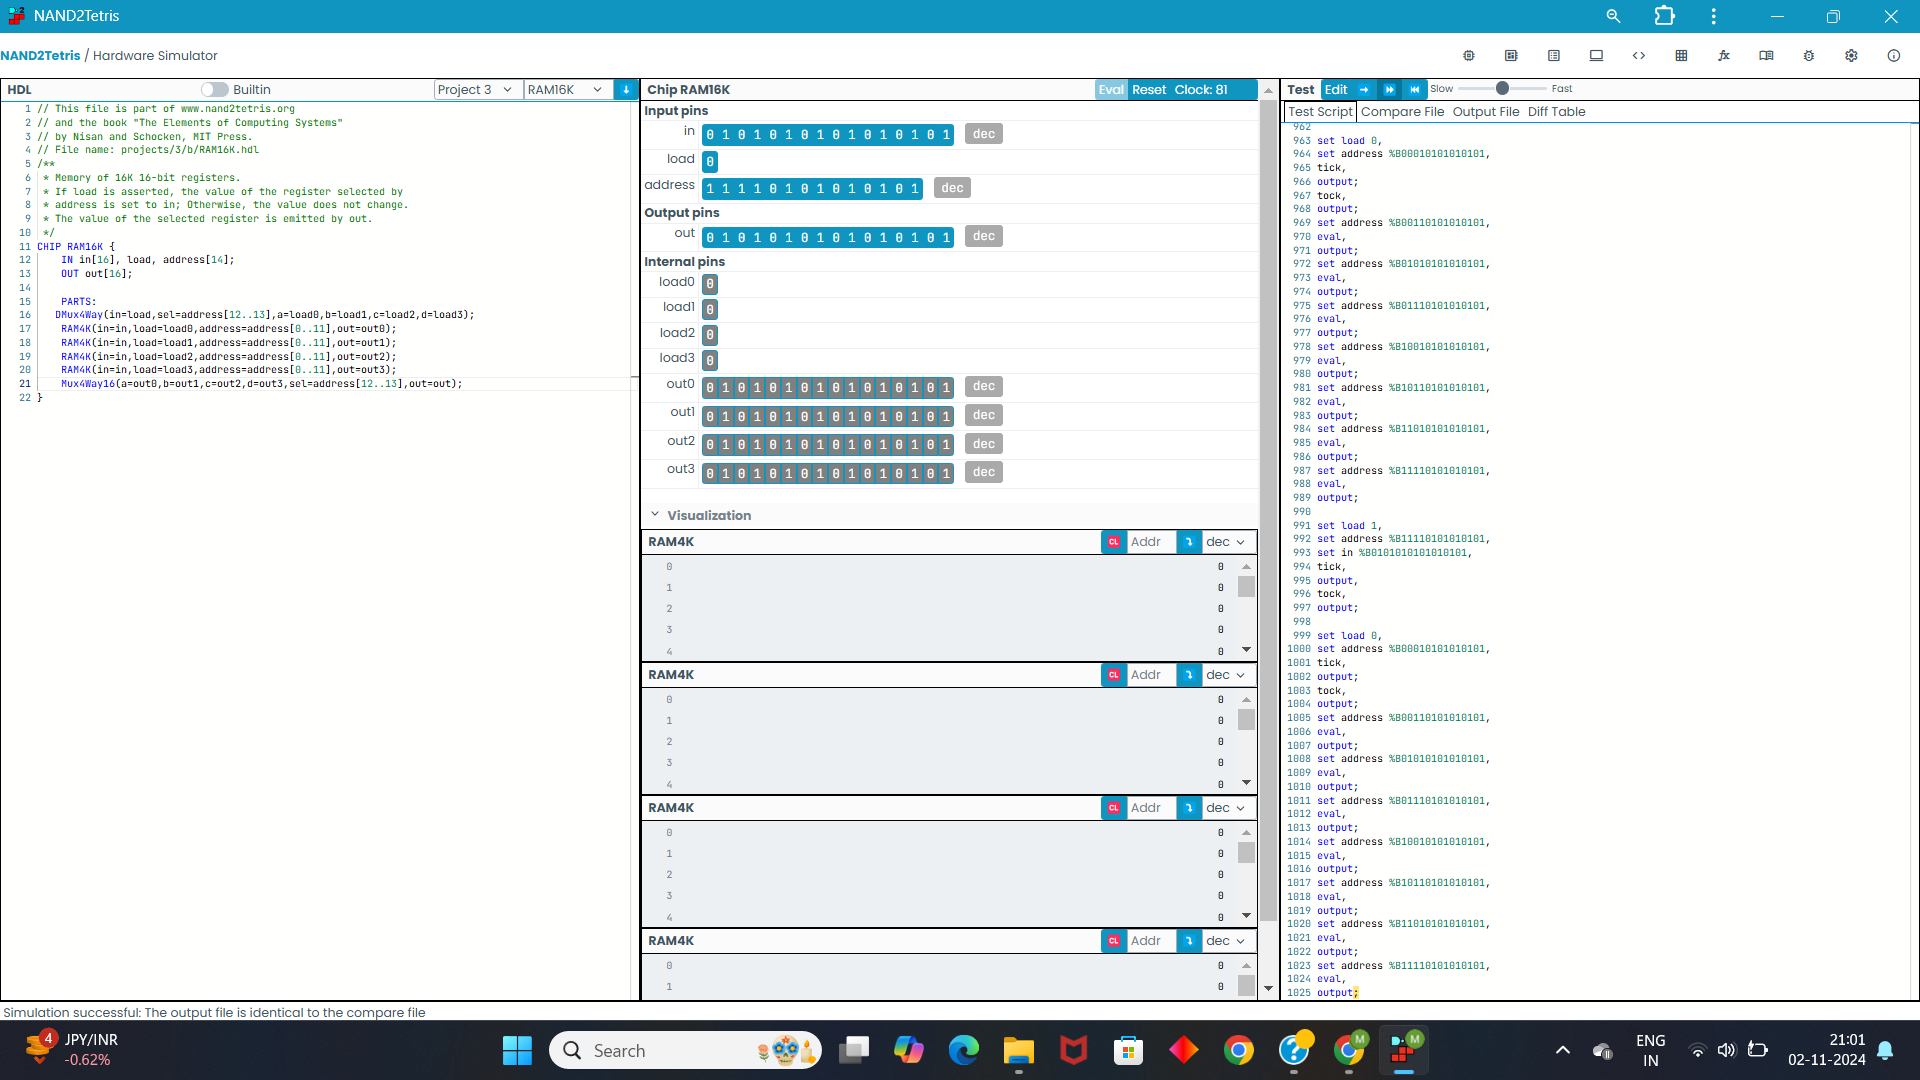 NAND2Tetris
NAND2Tetris / Hardware Simulator
HDL
Builtin
Project 3
RAM16K
1 // This file is part of www.nand2tetris.org
2 // and the book "The Elements of Computing Systems"
3 // by Nisan and Schocken, MIT Press.
4 // File name: projects/3/b/RAM16K.hdl
5 /**
6 * Memory of 16K 16-bit registers.
7 * If load is asserted, the value of the register selected by
8 * address is set to in; Otherwise, the value does not change.
9 * The value of the selected register is emitted by out.
10 */
11 CHIP RAM16K {
12 IN in[16], load, address[14];
13 OUT out[16];
14
15 PARTS:
16 DMux4Way(in=load,sel=address[12..13],a=load0,b=load1,c=load2,d=load3);
17 RAM4K(in=in,load=load0,address=address[0..11],out=out0);
18 RAM4K(in=in,load=load1,address=address[0..11],out=out1);
19 RAM4K(in=in,load=load2,address=address[0..11],out=out2);
20 RAM4K(in=in,load=load3,address=address[0..11],out=out3);
21 Mux4Way16(a=out0,b=out1,c=out2,d=out3,sel=address[12..13],out=out);
22 }
Chip RAM16K
Eval Reset Clock: 81
Input pins
in 0 1 0 1 0 1 0 1 0 1 0 1 0 1 0 1 dec
load 0
address 1 1 1 1 0 1 0 1 0 1 0 1 0 1 dec
Output pins
out 0 1 0 1 0 1 0 1 0 1 0 1 0 1 0 1 dec
Internal pins
load0 0
load1 0
load2 0
load3 0
out0 0 1 0 1 0 1 0 1 0 1 0 1 0 1 0 1 dec
out1 0 1 0 1 0 1 0 1 0 1 0 1 0 1 0 1 dec
out2 0 1 0 1 0 1 0 1 0 1 0 1 0 1 0 1 dec
out3 0 1 0 1 0 1 0 1 0 1 0 1 0 1 0 1 dec
Visualization
RAM4K CL Addr dec
0 0
1 0
2 0
3 0
4 0
RAM4K CL Addr dec
0 0
1 0
2 0
3 0
4 0
RAM4K CL Addr dec
0 0
1 0
2 0
3 0
4 0
RAM4K CL Addr dec
0 0
1 0
Test Edit Slow Fast
Test Script Compare File Output File Diff Table
962
963 set load 0,
964 set address %B00010101010101,
965 tick,
966 output;
967 tock,
968 output;
969 set address %B00110101010101,
970 eval,
971 output;
972 set address %B01010101010101,
973 eval,
974 output;
975 set address %B01110101010101,
976 eval,
977 output;
978 set address %B10010101010101,
979 eval,
980 output;
981 set address %B10110101010101,
982 eval,
983 output;
984 set address %B11010101010101,
985 eval,
986 output;
987 set address %B11110101010101,
988 eval,
989 output;
990
991 set load 1,
992 set address %B11110101010101,
993 set in %B0101010101010101,
994 tick,
995 output,
996 tock,
997 output;
998
999 set load 0,
1000 set address %B00010101010101,
1001 tick,
1002 output;
1003 tock,
1004 output;
1005 set address %B00110101010101,
1006 eval,
1007 output;
1008 set address %B01010101010101,
1009 eval,
1010 output;
1011 set address %B01110101010101,
1012 eval,
1013 output;
1014 set address %B10010101010101,
1015 eval,
1016 output;
1017 set address %B10110101010101,
1018 eval,
1019 output;
1020 set address %B11010101010101,
1021 eval,
1022 output;
1023 set address %B11110101010101,
1024 eval,
1025 output;
Simulation successful: The output file is identical to the compare file
4
JPY/INR
-0.62%
Search
M
M
ENG
IN
21:01
02-11-2024